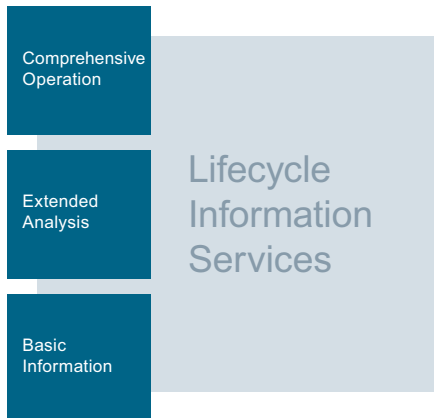 Comprehensive
Operation
Extended
Analysis
Basic
Information
Lifecycle
Information
Services